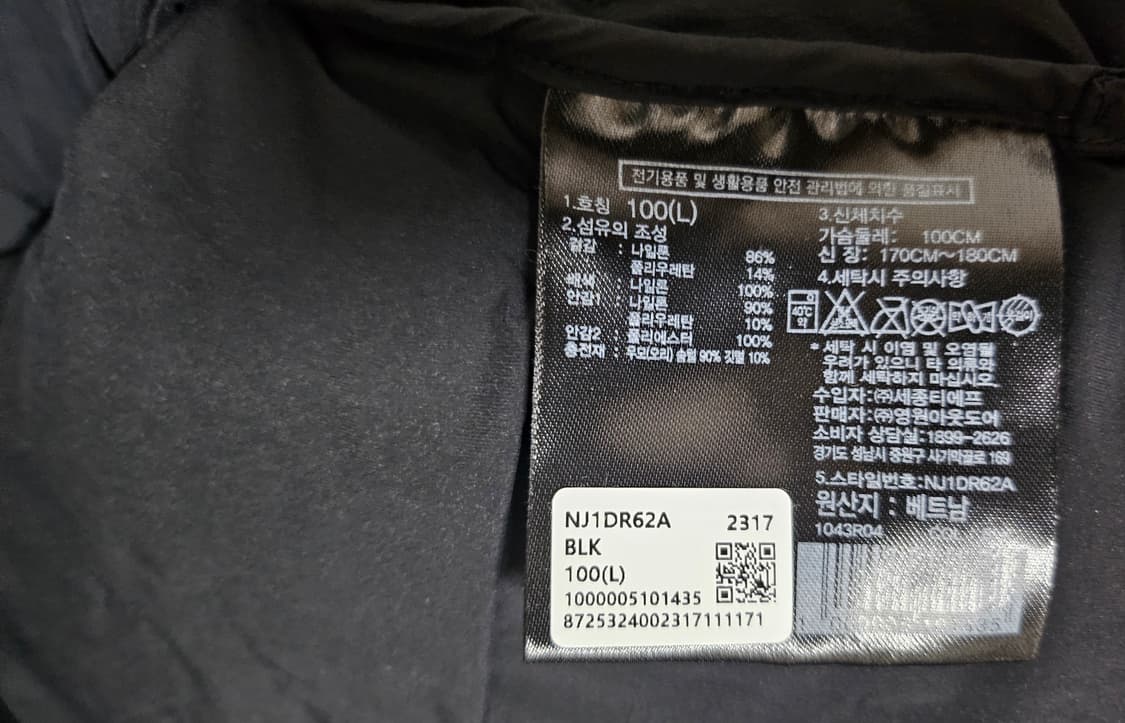 전기용품 및 생활용품 안전 관리법에 의한 품질표시
1.호칭 100(L)
2.섬유의 조성
겉감 : 나일론 86%
폴리우레탄 14%
배색 : 나일론 100%
안감1 : 나일론 90%
폴리우레탄 10%
안감2 : 폴리에스터 100%
충전재 : 우모(오리) 솜털 90% 깃털 10%
3.신체치수
가슴둘레: 100CM
신 장: 170CM~180CM
4.세탁시 주의사항
40℃
약
* 세탁 시 이염 및 오염될
우려가 있으니 타 의류와
함께 세탁하지 마십시오
수입자:㈜세종티에프
판매자:㈜영원아웃도어
소비자 상담실:1899-2626
경기도 성남시 중원구 사기막골로 169
5.스타일번호:NJ1DR62A
원산지 : 베트남
1043R04
NJ1DR62A 2317
BLK
100(L)
1000005101435
8725324002317111171